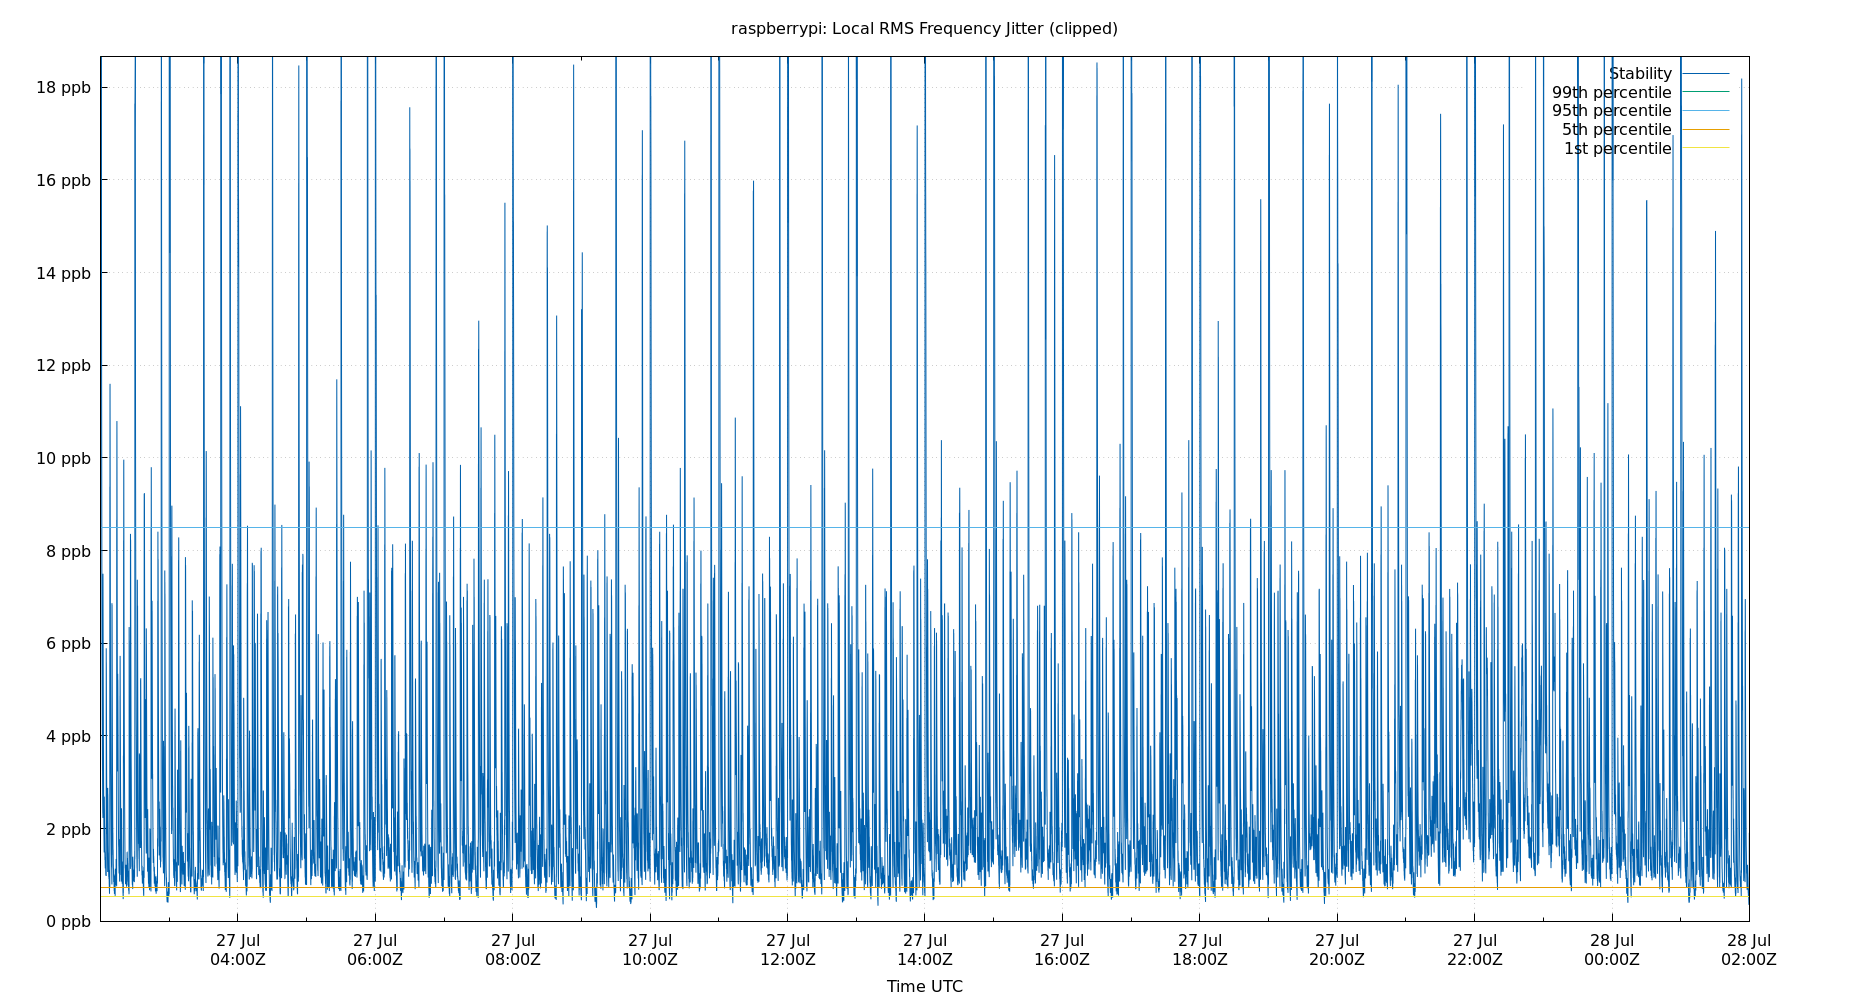 raspberrypi: Local RMS Frequency Jitter (clipped)
18 ppb
16 ppb
14 ppb
12 ppb
10 ppb
8 ppb
6 ppb
4 ppb
2 ppb
0 ppb
Stability
99th percentile
95th percentile
5th percentile
1st percentile
27 Jul 27 Jul 27 Jul 27 Jul 27 Jul 27 Jul 27 Jul 27 Jul 27 Jul 27 Jul 28 Jul 28 Jul
04:00Z 06:00Z 08:00Z 10:00Z 12:00Z 14:00Z 16:00Z 18:00Z 20:00Z 22:00Z 00:00Z 02:00Z
Time UTC